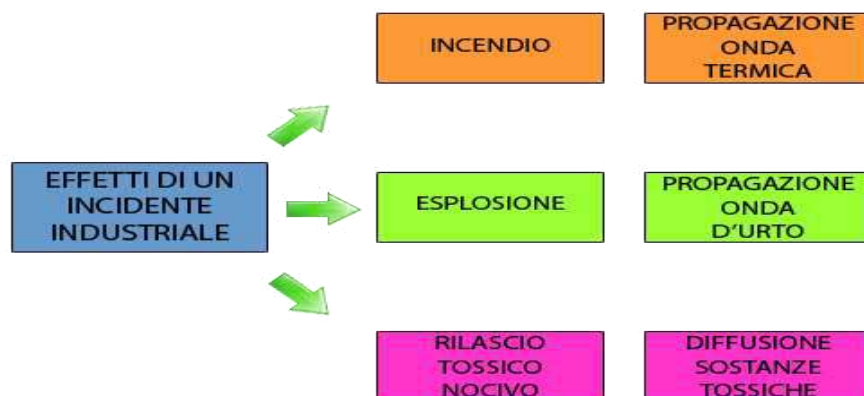 INCENDIO
PROPAGAZIONE
ONDA
TERMICA
EFFETTI DI UN
INCIDENTE
INDUSTRIALE
ESPLOSIONE
PROPAGAZIONE
ONDA
D'URTO
RILASCIO
TOSSICO
NOCIVO
DIFFUSIONE
SOSTANZE
TOSSICHE